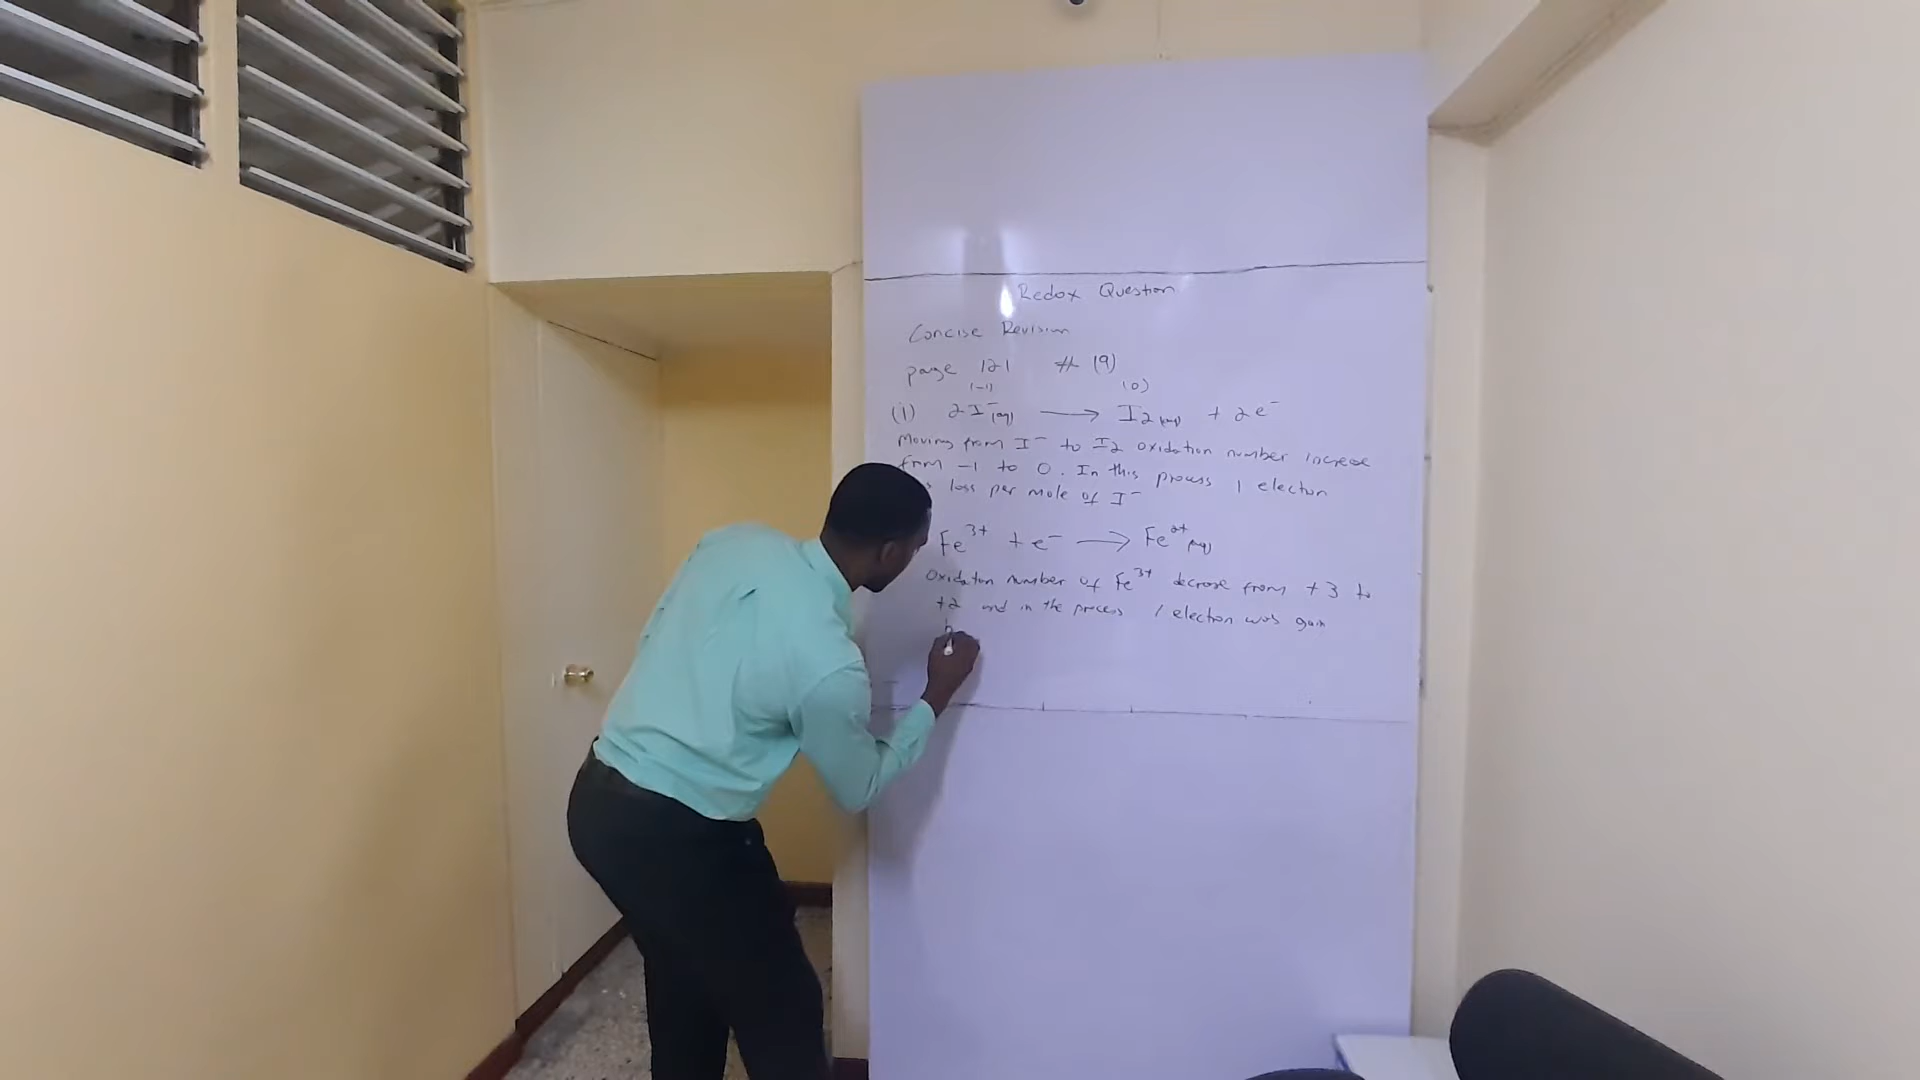 Redox Question
Concise Revision
page 121 # (9)
(-1) (0)
(i) 2I⁻(aq) → I2(aq) + 2e⁻
Moving from I⁻ to I2 oxidation number increase
from -1 to 0. In this process 1 electron
loss per mole of I⁻
Fe³⁺ + e⁻ → Fe²⁺(aq)
Oxidation number of Fe³⁺ decrease from +3 to
+2 and in the process 1 electron was gain